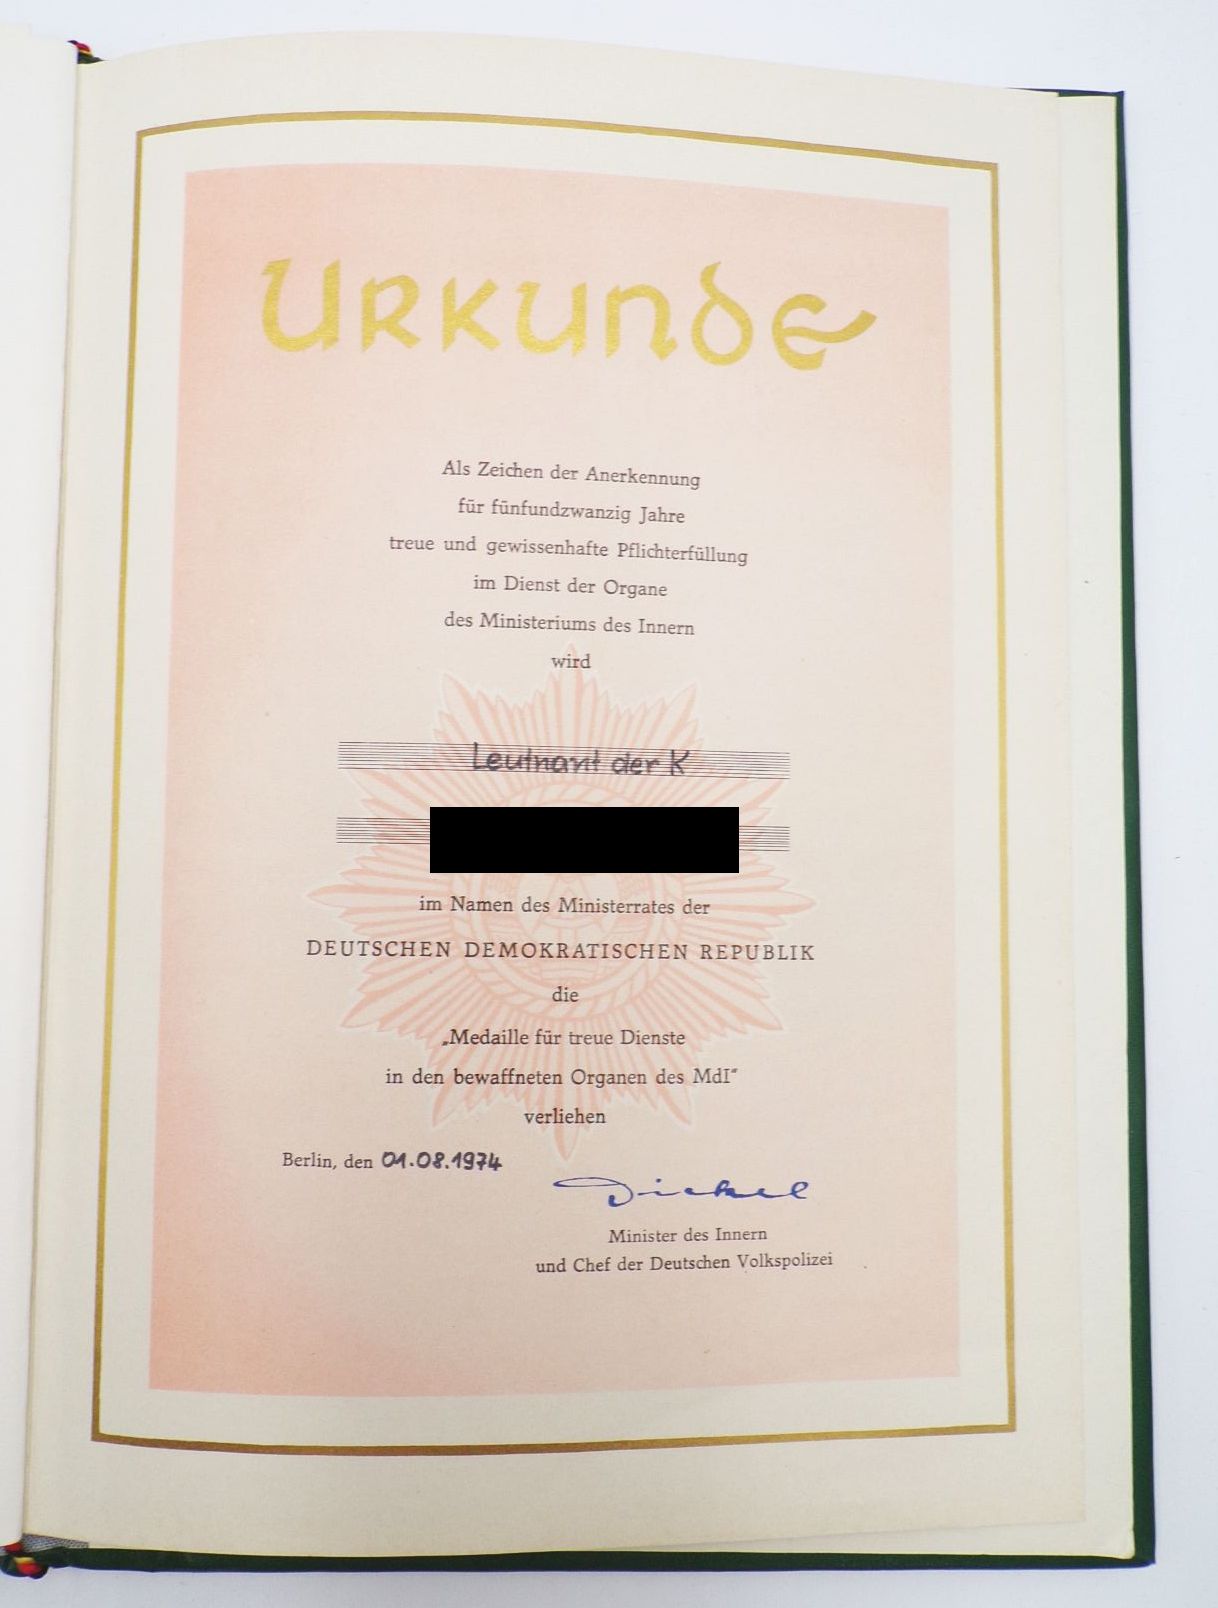 URKUNDE
Als Zeichen der Anerkennung
für fünfundzwanzig Jahre
treue und gewissenhafte Pflichterfüllung
im Dienst der Organe
des Ministeriums des Innern
wird
Leutnant der K
im Namen des Ministerrates der
DEUTSCHEN DEMOKRATISCHEN REPUBLIK
die
„Medaille für treue Dienste
in den bewaffneten Organen des MdI“
verliehen
Berlin, den 01.08.1974
Dickel
Minister des Innern
und Chef der Deutschen Volkspolizei